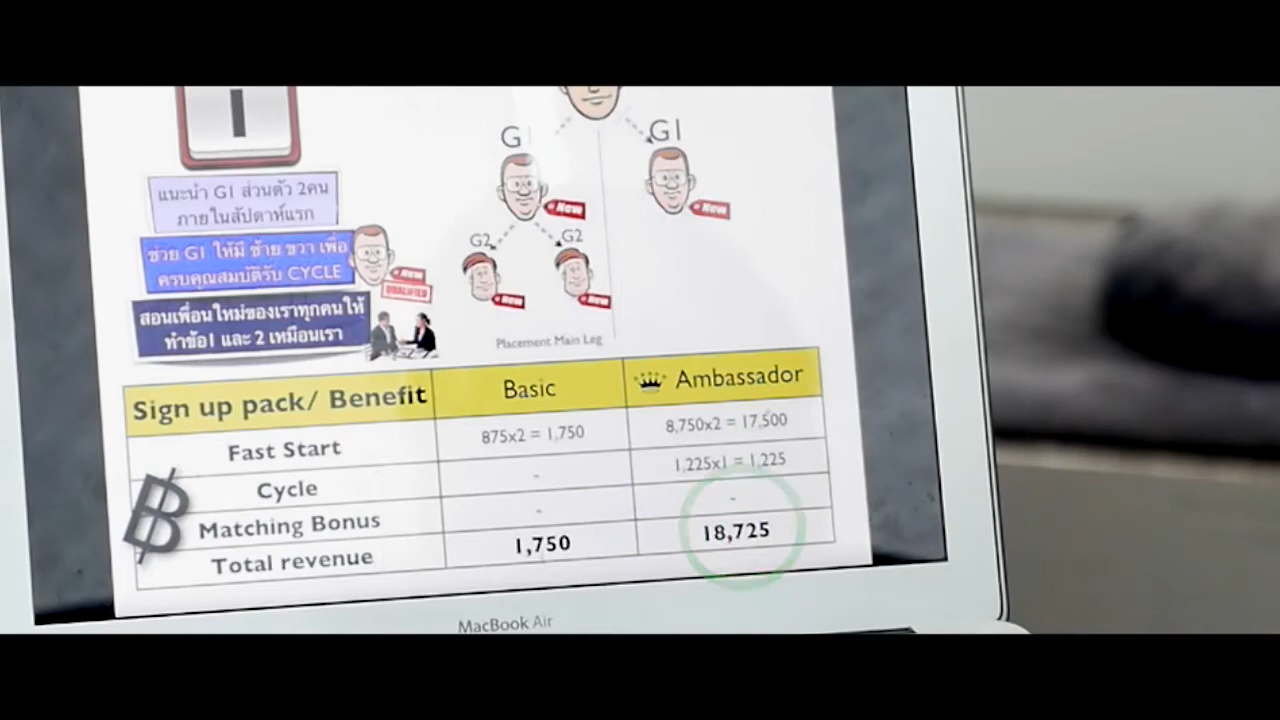 I
G1
G1
New
New
แนะนำ G1 ส่วนตัว 2คน
ภายในสัปดาห์แรก
G2
G2
ช่วย G1 ให้มี ซ้าย ขวา เพื่อ
ครบคุณสมบัติรับ CYCLE
New
QUALIFIED
New
New
สอนเพื่อนใหม่ของเราทุกคนให้
ทำข้อ1 และ 2 เหมือนเรา
Placement Main Leg
Sign up pack/ Benefit Basic Ambassador
Fast Start 875x2 = 1,750 8,750x2 = 17,500
Cycle - 1,225x1 = 1,225
Matching Bonus - -
Total revenue 1,750 18,725
฿
MacBook Air